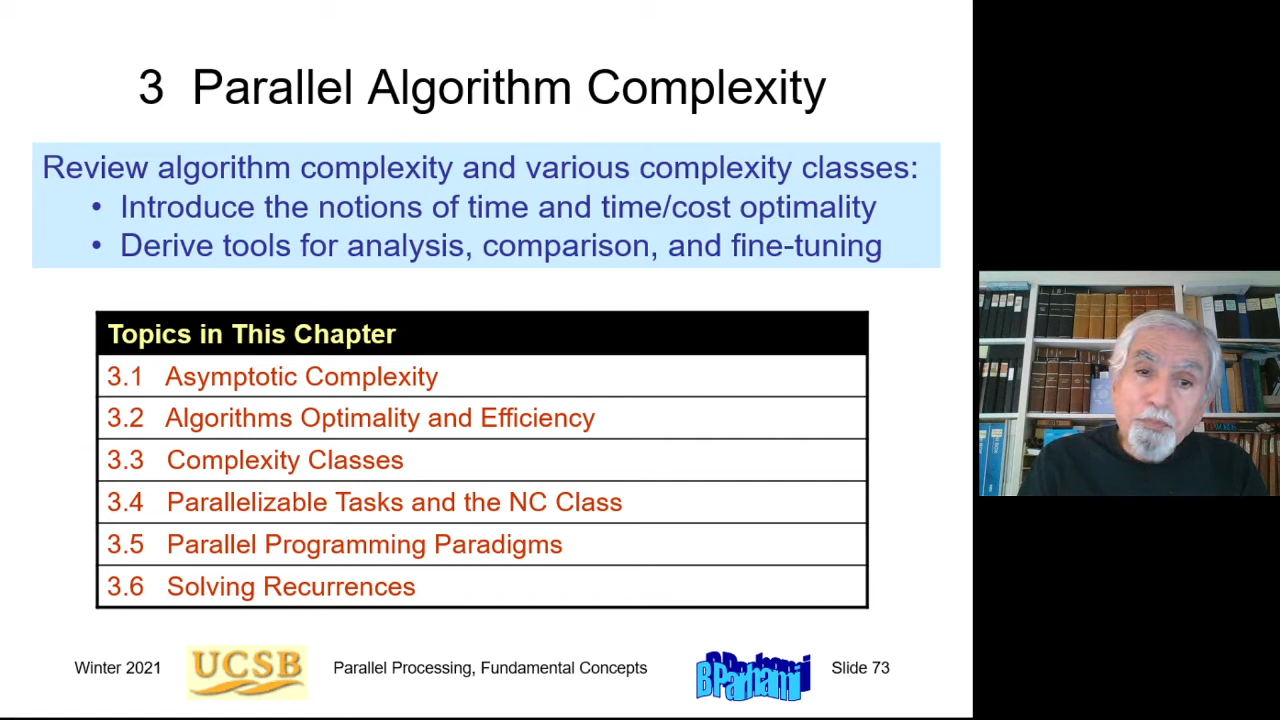 3 Parallel Algorithm Complexity
Review algorithm complexity and various complexity classes:
• Introduce the notions of time and time/cost optimality
• Derive tools for analysis, comparison, and fine-tuning
Topics in This Chapter
3.1 Asymptotic Complexity
3.2 Algorithms Optimality and Efficiency
3.3 Complexity Classes
3.4 Parallelizable Tasks and the NC Class
3.5 Parallel Programming Paradigms
3.6 Solving Recurrences
Winter 2021
UCSB
Parallel Processing, Fundamental Concepts
BParhami
Slide 73